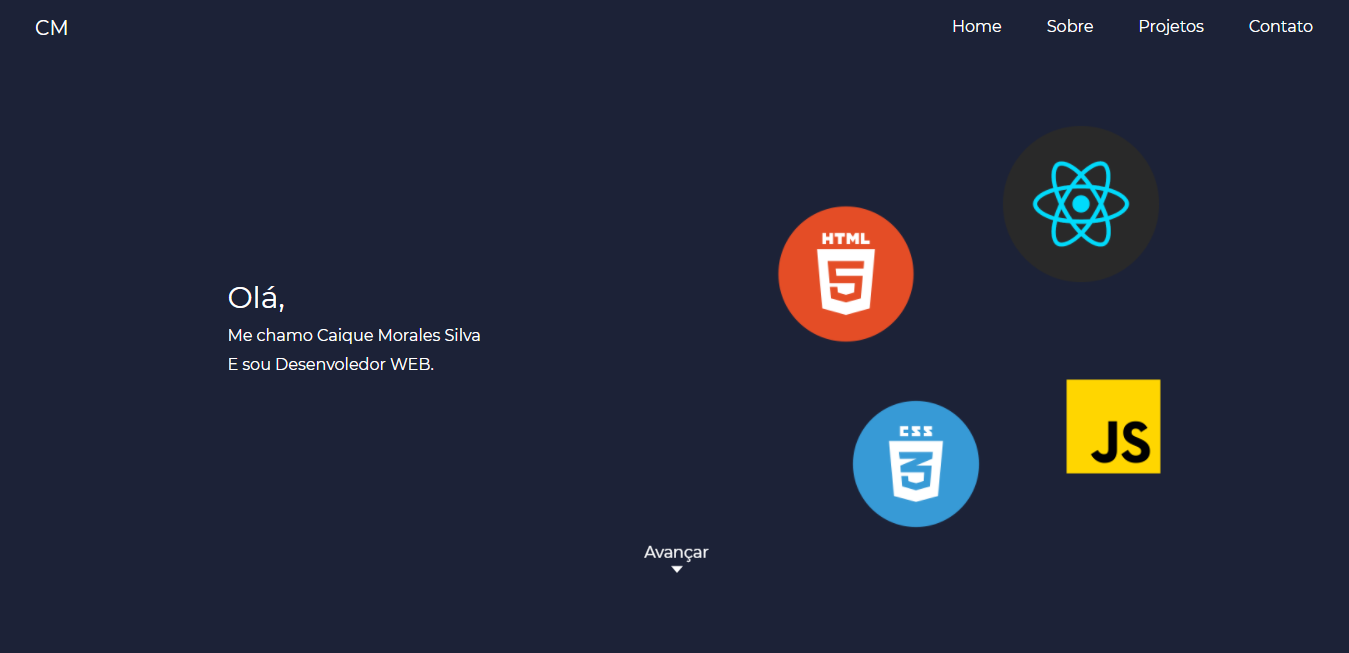 CM
Home Sobre Projetos Contato
HTML
5
Olá,
Me chamo Caique Morales Silva
E sou Desenvoledor WEB.
CSS
3
JS
Avançar